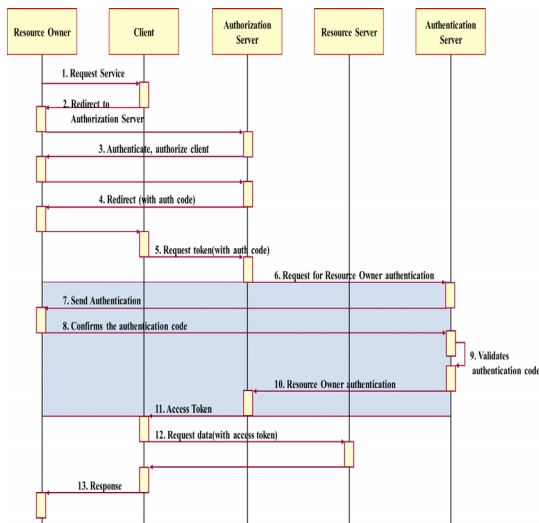 Resource Owner
Client
Authorization
Server
Resource Server
Authentication
Server
1. Request Service
2. Redirect to
Authorization Server
3. Authenticate, authorize client
4. Redirect (with auth code)
5. Request token(with auth code)
6. Request for Resource Owner authentication
7. Send Authentication
8. Confirms the authentication code
9. Validates
authentication code
10. Resource Owner authentication
11. Access Token
12. Request data(with access token)
13. Response